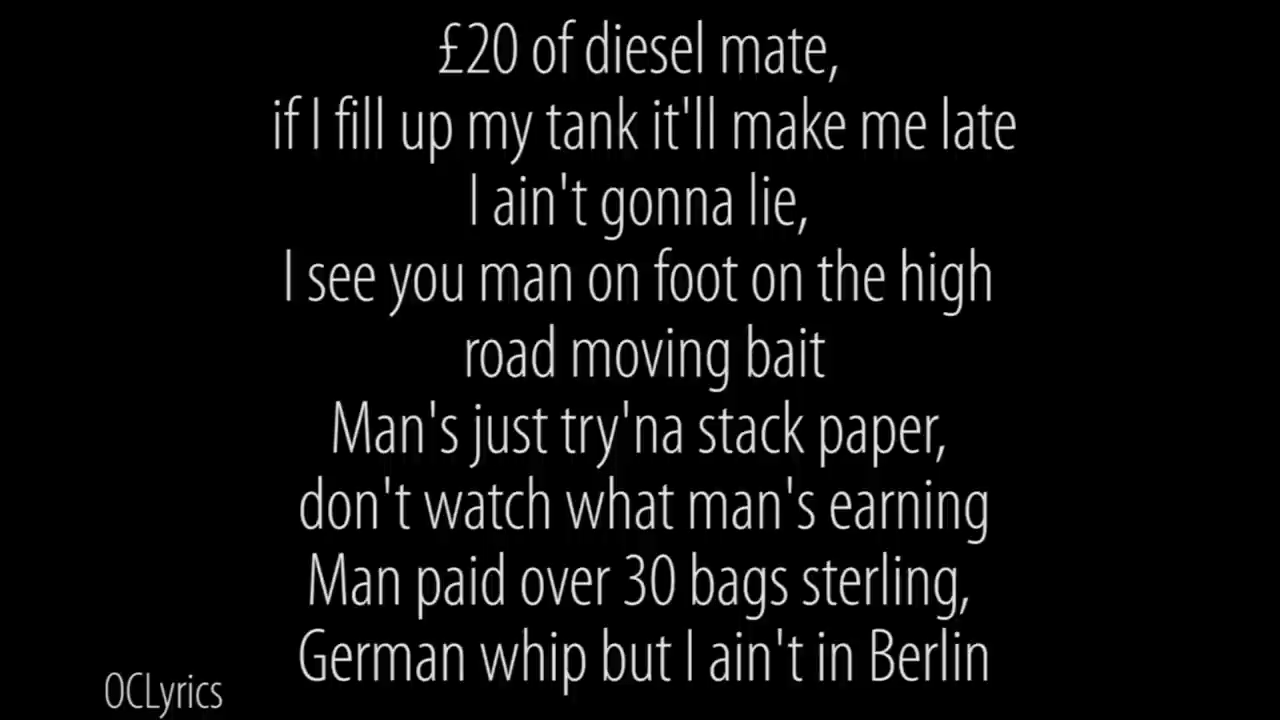 £20 of diesel mate,
if I fill up my tank it'll make me late
I ain't gonna lie,
I see you man on foot on the high
road moving bait
Man's just try'na stack paper,
don't watch what man's earning
Man paid over 30 bags sterling,
German whip but I ain't in Berlin
OCLyrics